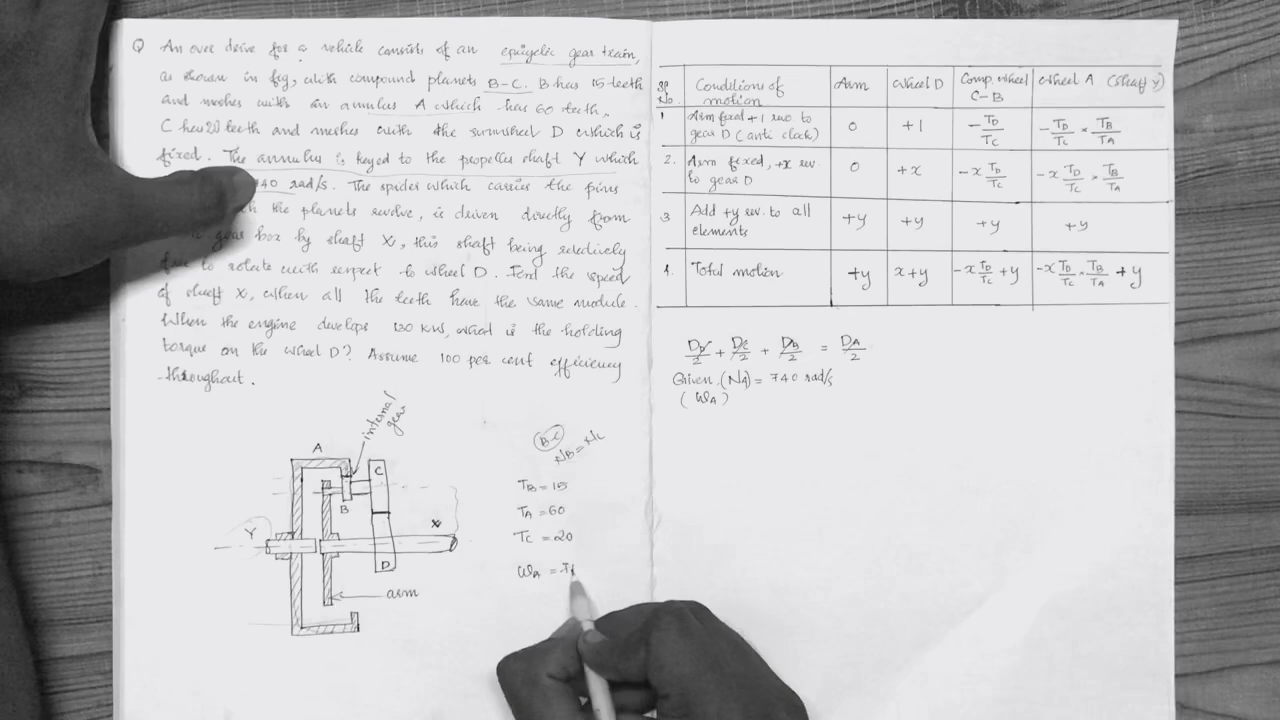 Q An over drive for a vehicle consists of an epicyclic gear train,
as shown in fig, with compound planets B-C. B has 15 teeth
and meshes with an annulus A which has 60 teeth,
C has 20 teeth and meshes with the sunwheel D which is
fixed. The annulus is keyed to the propeller shaft Y which
740 rad/s. The spider which carries the pins
the planets revolve, is driven directly from
gear box by shaft X, this shaft being relatively
to rotate with respect to wheel D. Find the speed
of shaft X, when all the teeth have the same module.
When the engine develops 130 KW, what is the holding
torque on the wheel D? Assume 100 per cent efficiency
throughout.
A
internal gear
C
B
Y
X
D
arm
B-C
NB = NC
TB = 15
TA = 60
TC = 20
ωA =
Sl No. Conditions of motion Arm Wheel D Comp. wheel C-B Wheel A (shaft Y)
1 Arm fixed +1 rev to gear D (anti clock) 0 +1 -TD/TC -TD/TC × TB/TA
2. Arm fixed, +x rev. to gear D 0 +x -x TD/TC -x TD/TC × TB/TA
3 Add +y rev. to all elements +y +y +y +y
4. Total motion +y x+y -x TD/TC + y -x TD/TC × TB/TA + y
+ DC/2 + DB/2 = DA/2
Given (NA) = 740 rad/s
(ωA)